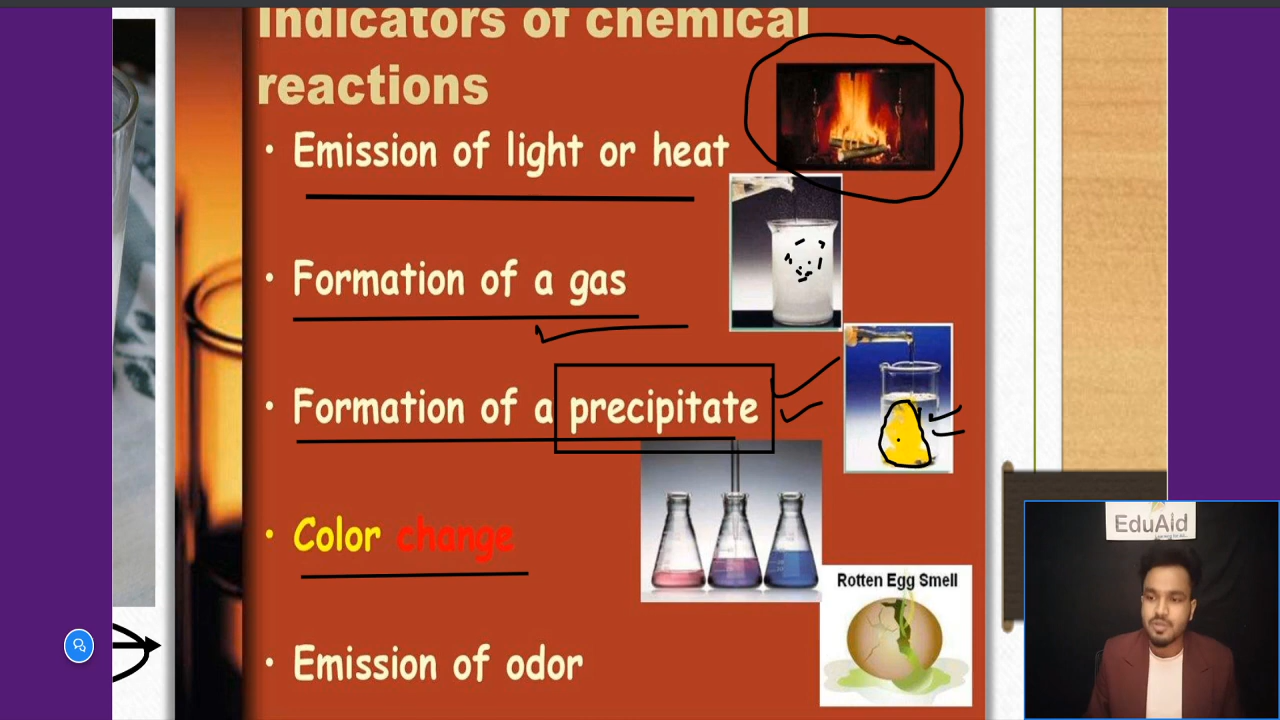 Indicators of chemical
reactions
• Emission of light or heat
• Formation of a gas
• Formation of a precipitate
• Color change
Rotten Egg Smell
• Emission of odor
EduAld